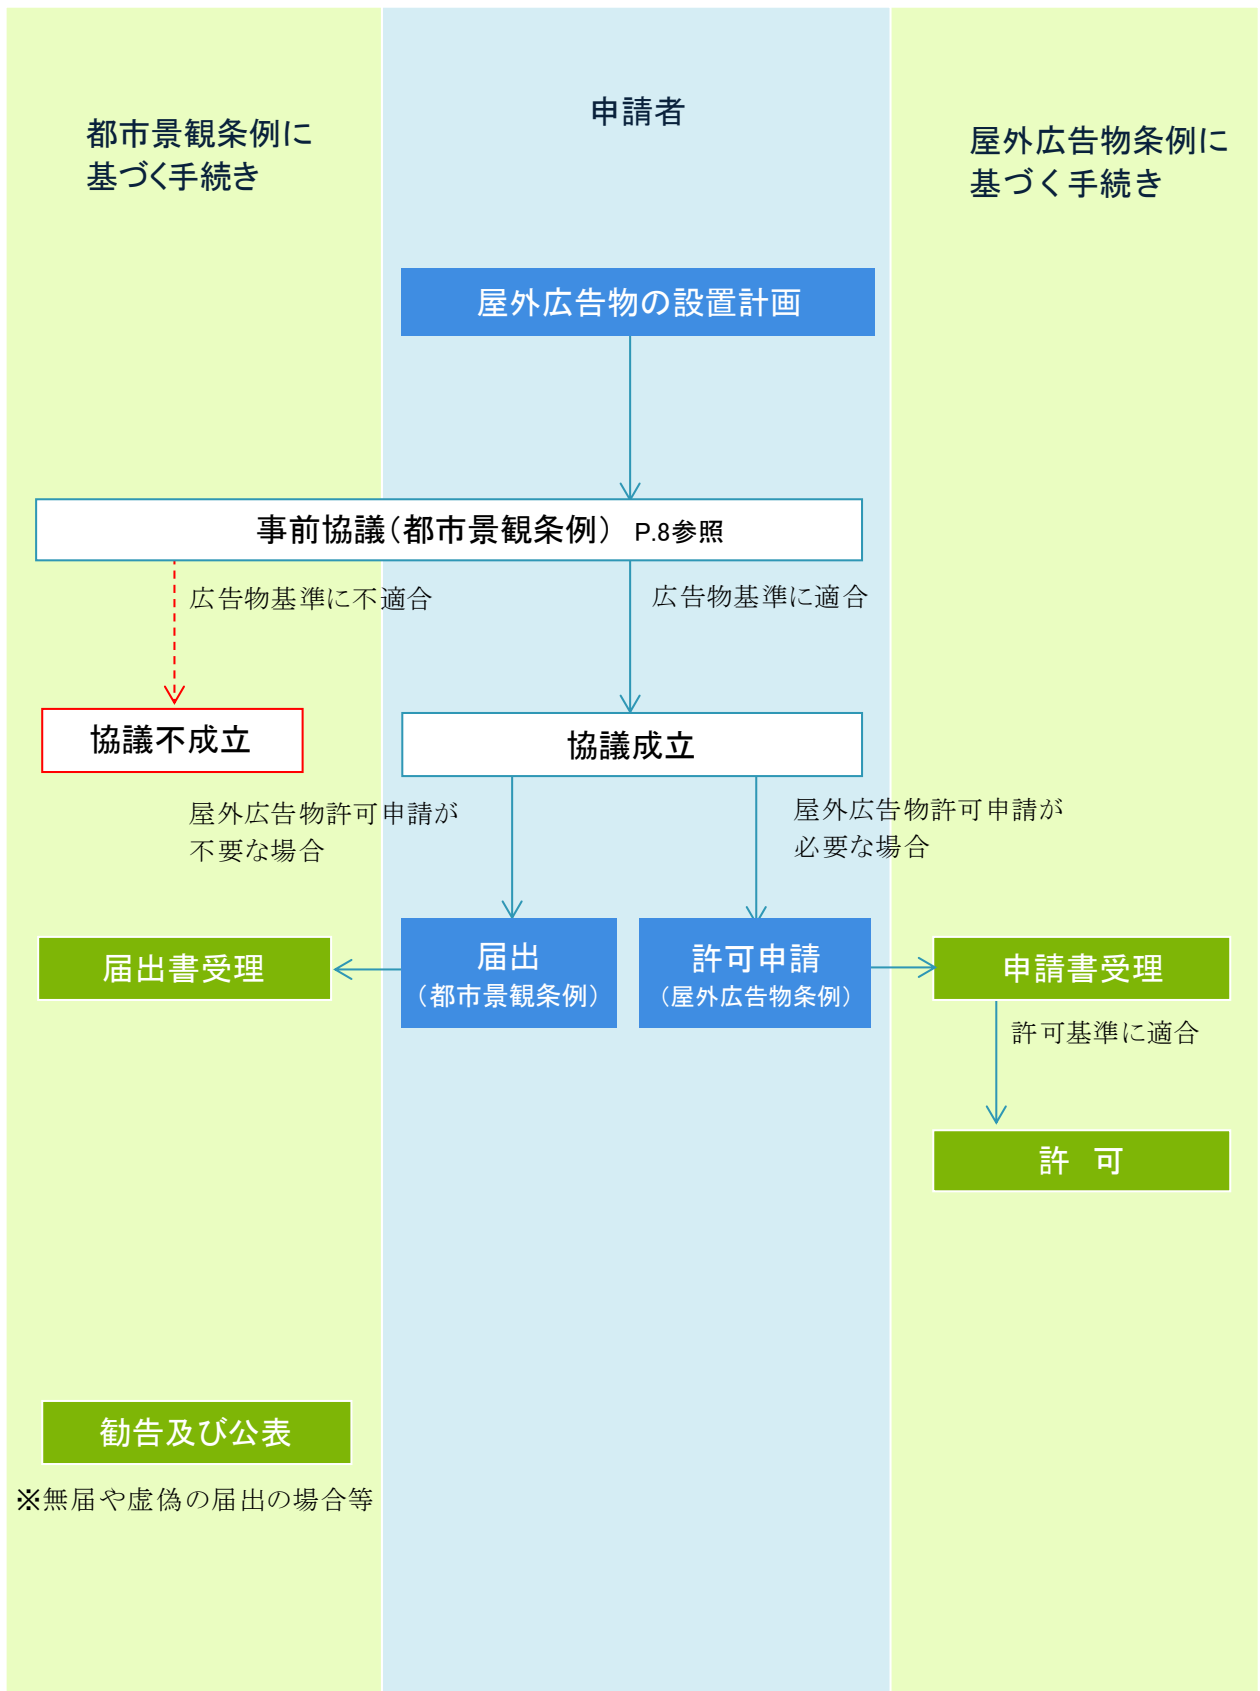 都市景観条例に
基づく手続き
申請者
屋外広告物条例に
基づく手続き
屋外広告物の設置計画
事前協議（都市景観条例） P.8参照
広告物基準に不適合
広告物基準に適合
協議不成立
協議成立
屋外広告物許可申請が
不要な場合
屋外広告物許可申請が
必要な場合
届出書受理
届出
（都市景観条例）
許可申請
（屋外広告物条例）
申請書受理
許可基準に適合
許 可
勧告及び公表
※無届や虚偽の届出の場合等